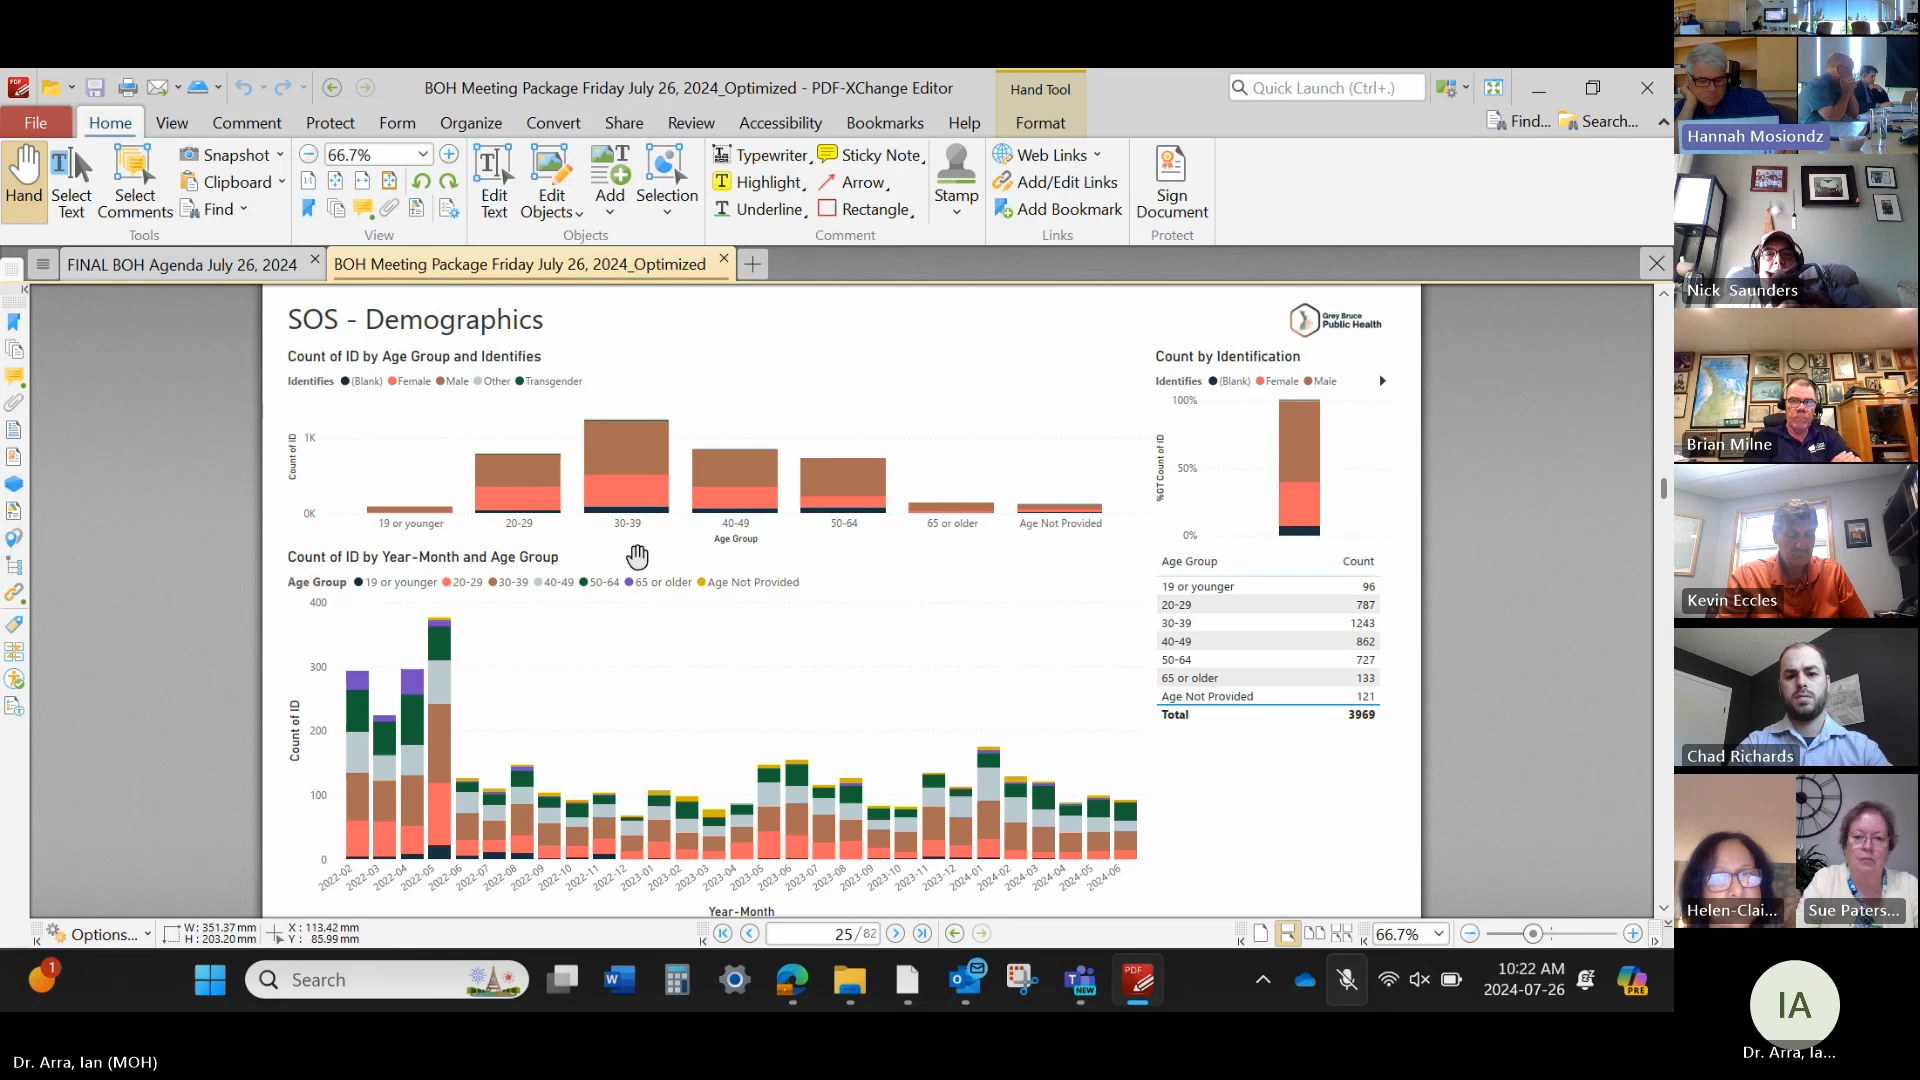 BOH Meeting Package Friday July 26, 2024_Optimized - PDF-XChange Editor
Hand Tool
Quick Launch (Ctrl+.)
File Home View Comment Protect Form Organize Convert Share Review Accessibility Bookmarks Help Format
Find... Search...
Hand
Select Text
Select Comments
Snapshot
Clipboard
Find
Tools
66.7%
View
Edit Text
Edit Objects
Add
Selection
Objects
Typewriter
Highlight
Underline
Sticky Note
Arrow
Rectangle
Stamp
Comment
Web Links
Add/Edit Links
Add Bookmark
Links
Sign Document
Protect
FINAL BOH Agenda July 26, 2024
BOH Meeting Package Friday July 26, 2024_Optimized
SOS - Demographics
Grey Bruce Public Health
Count of ID by Age Group and Identifies
Identifies (Blank) Female Male Other Transgender
Count of ID
1K
0K
19 or younger 20-29 30-39 40-49 50-64 65 or older Age Not Provided
Age Group
Count by Identification
Identifies (Blank) Female Male
%GT Count of ID
100%
50%
0%
Count of ID by Year-Month and Age Group
Age Group 19 or younger 20-29 30-39 40-49 50-64 65 or older Age Not Provided
Count of ID
400
300
200
100
0
2022-02 2022-03 2022-04 2022-05 2022-06 2022-07 2022-08 2022-09 2022-10 2022-11 2022-12 2023-01 2023-02 2023-03 2023-04 2023-05 2023-06 2023-07 2023-08 2023-09 2023-10 2023-11 2023-12 2024-01 2024-02 2024-03 2024-04 2024-05 2024-06
Year-Month
Age Group Count
19 or younger 96
20-29 787
30-39 1243
40-49 862
50-64 727
65 or older 133
Age Not Provided 121
Total 3969
Options...
W: 351.37 mm
H: 203.20 mm
X: 113.42 mm
Y: 85.99 mm
25 / 82
66.7%
1
Search
NEW
PDF
10:22 AM
2024-07-26
PRE
Hannah Mosiondz
Nick Saunders
Brian Milne
Kevin Eccles
Chad Richards
Helen-Clai...
Sue Paters...
IA
Dr. Arra, Ia...
Dr. Arra, Ian (MOH)